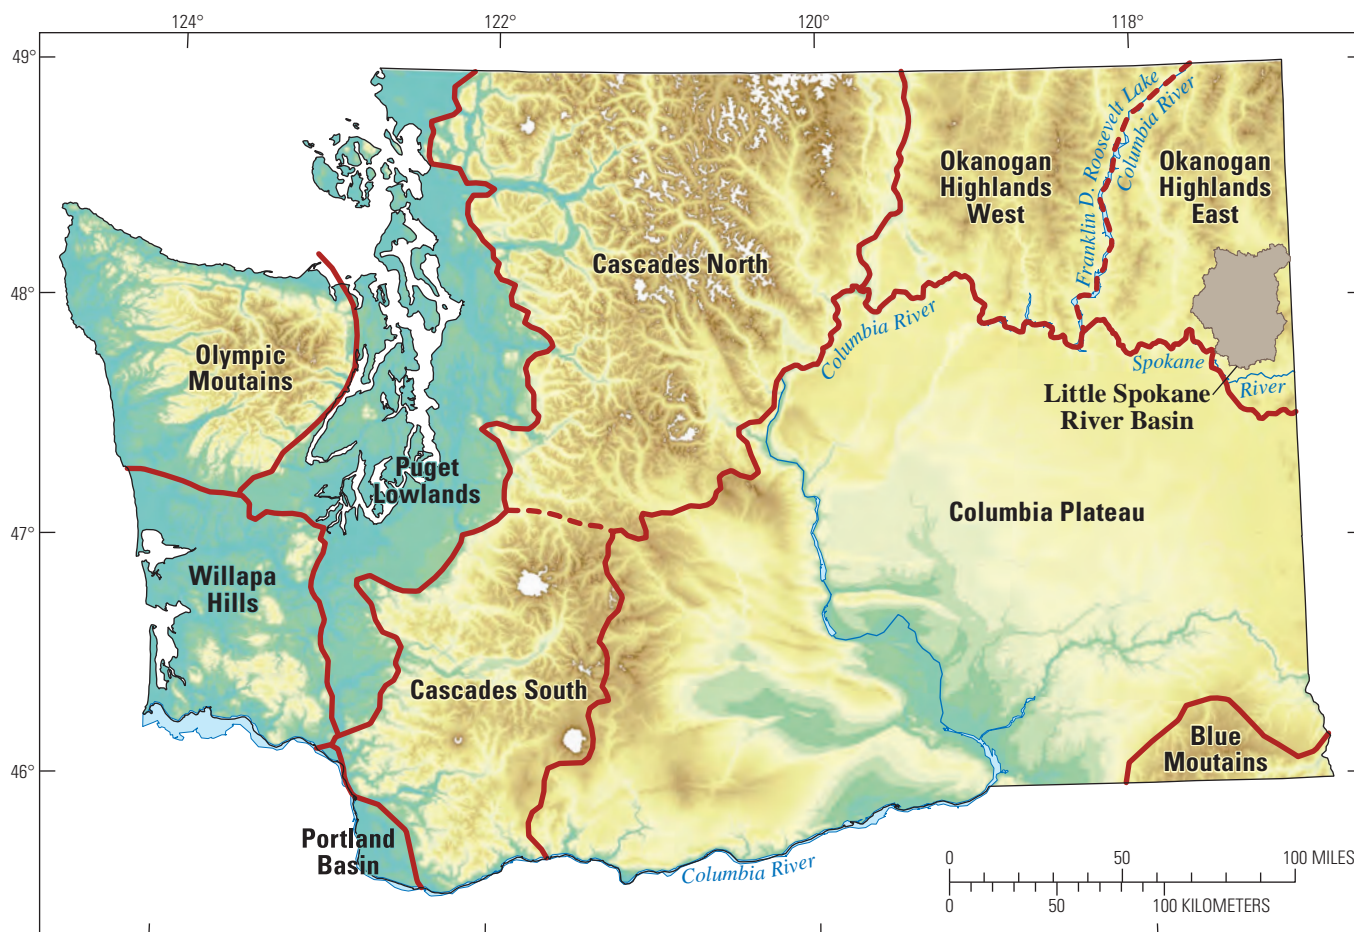 124°
122°
120°
118°
49°
48°
47°
46°
Okanogan
Highlands
West
Franklin D. Roosevelt Lake
Columbia River
Okanogan
Highlands
East
Cascades North
Columbia River
Olympic
Moutains
Spokane
River
Little Spokane
River Basin
Puget
Lowlands
Columbia Plateau
Willapa
Hills
Cascades South
Blue
Moutains
Portland
Basin
Columbia River
0 50 100 MILES
0 50 100 KILOMETERS